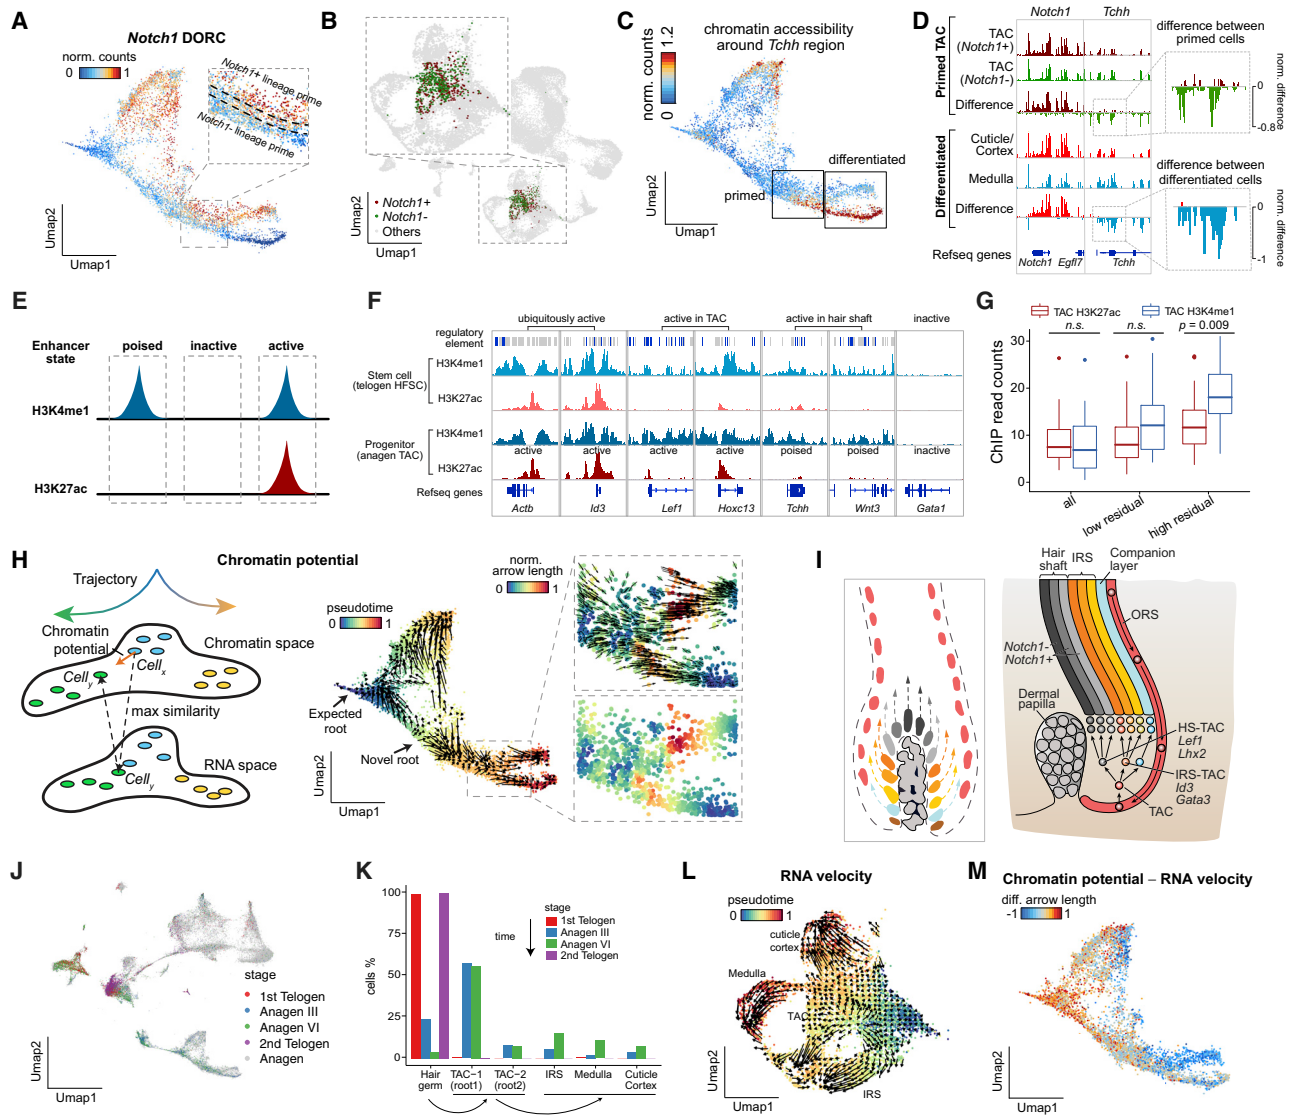 A
Notch1 DORC
norm. counts
0 1
Notch1+ lineage prime
Notch1- lineage prime
Umap2
Umap1
B
Notch1+
Notch1-
Others
Umap2
Umap1
C
chromatin accessibility
around Tchh region
norm. counts
0 1.2
primed
differentiated
Umap2
Umap1
D
Notch1 Tchh
Primed TAC
TAC
(Notch1+)
TAC
(Notch1-)
Difference
Differentiated
Cuticle/
Cortex
Medulla
Difference
Refseq genes
Notch1 Egfl7 Tchh
difference between
primed cells
0
-0.8
norm. difference
difference between
differentiated cells
0
-1
norm. difference
E
Enhancer
state
poised inactive active
H3K4me1
H3K27ac
F
ubiquitously active active in TAC active in hair shaft inactive
regulatory
element
Stem cell
(telogen HFSC)
H3K4me1
H3K27ac
Progenitor
(anagen TAC)
H3K4me1
H3K27ac
active active active active poised poised inactive
Refseq genes
Actb Id3 Lef1 Hoxc13 Tchh Wnt3 Gata1
G
TAC H3K27ac TAC H3K4me1
n.s. n.s. p = 0.009
ChIP read counts
30
20
10
0
all
low residual
high residual
H
Chromatin potential
Trajectory
Chromatin
potential
Chromatin space
Cellx
Celly
max similarity
RNA space
Celly
pseudotime
0 1
Expected
root
Novel root
Umap2
Umap1
norm.
arrow length
0 1
I
Hair
shaft
IRS
Companion
layer
ORS
Notch1-
Notch1+
Dermal
papilla
HS-TAC
Lef1
Lhx2
IRS-TAC
Id3
Gata3
TAC
J
stage
1st Telogen
Anagen III
Anagen VI
2nd Telogen
Anagen
Umap2
Umap1
K
cells %
100
75
50
25
0
time
stage
1st Telogen
Anagen III
Anagen VI
2nd Telogen
Hair
germ
TAC-1
(root1)
TAC-2
(root2)
IRS
Medulla
Cuticle
Cortex
L
RNA velocity
pseudotime
0 1
cuticle
cortex
Medulla
TAC
IRS
Umap2
Umap1
M
Chromatin potential – RNA velocity
diff. arrow length
-1 1
Umap2
Umap1